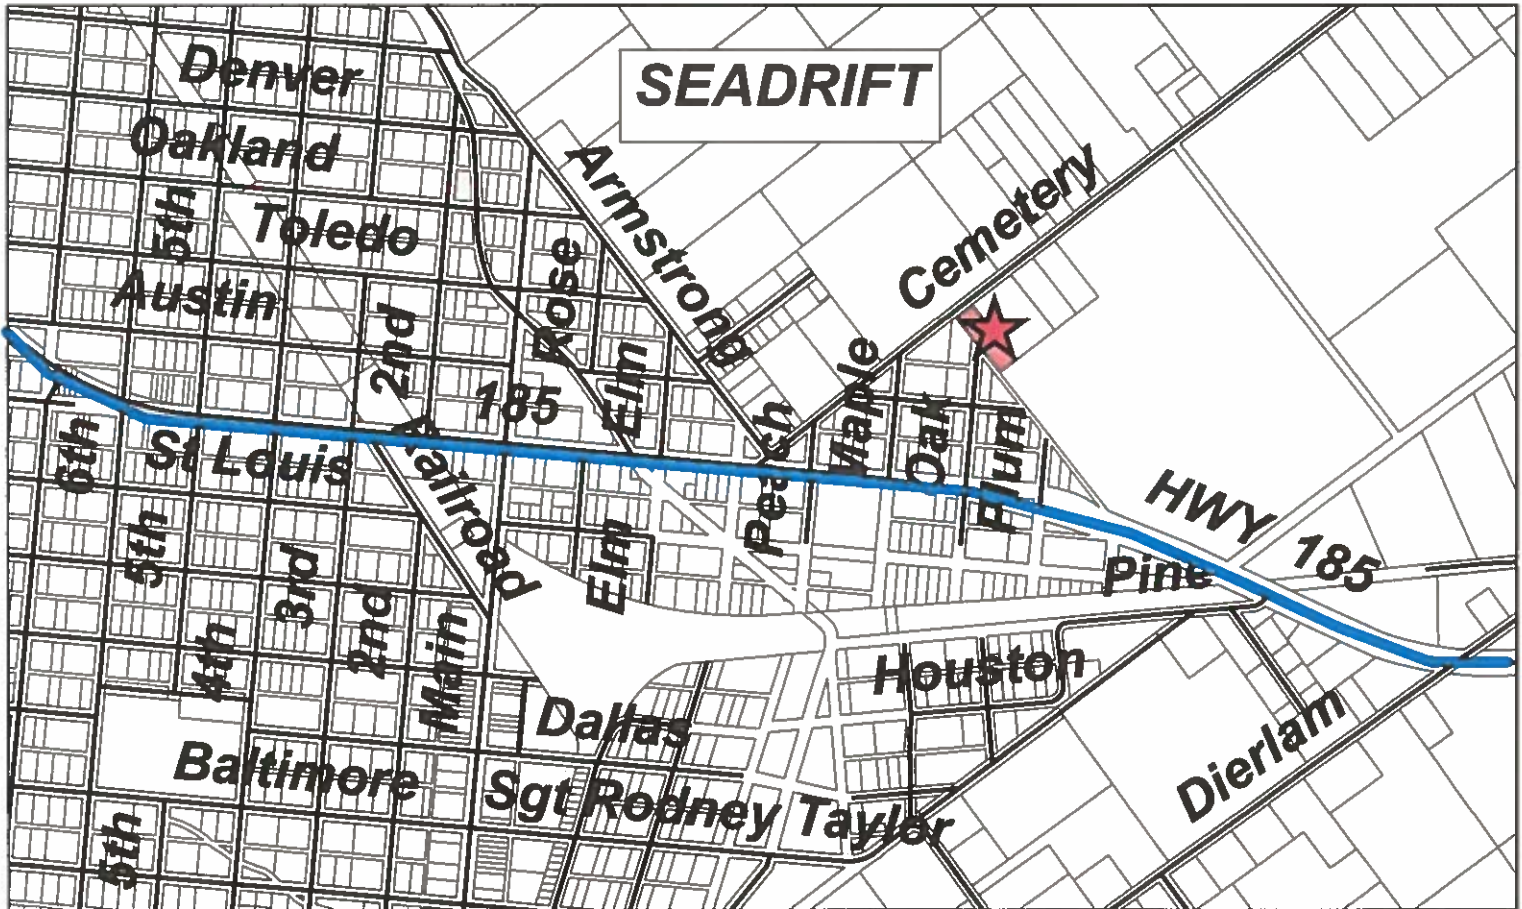 SEADRIFT
Denver
Oakland
Armstrong
Cemetery
5th
Toledo
Rose
Austin
2nd
Elm
Maple
185
Peach
Oak
Plum
6th
St Louis
Railroad
HWY 185
5th
Elm
Pine
3rd
2nd
4th
Main
Houston
Dallas
Dierlam
Baltimore
Sgt Rodney Taylor
5th